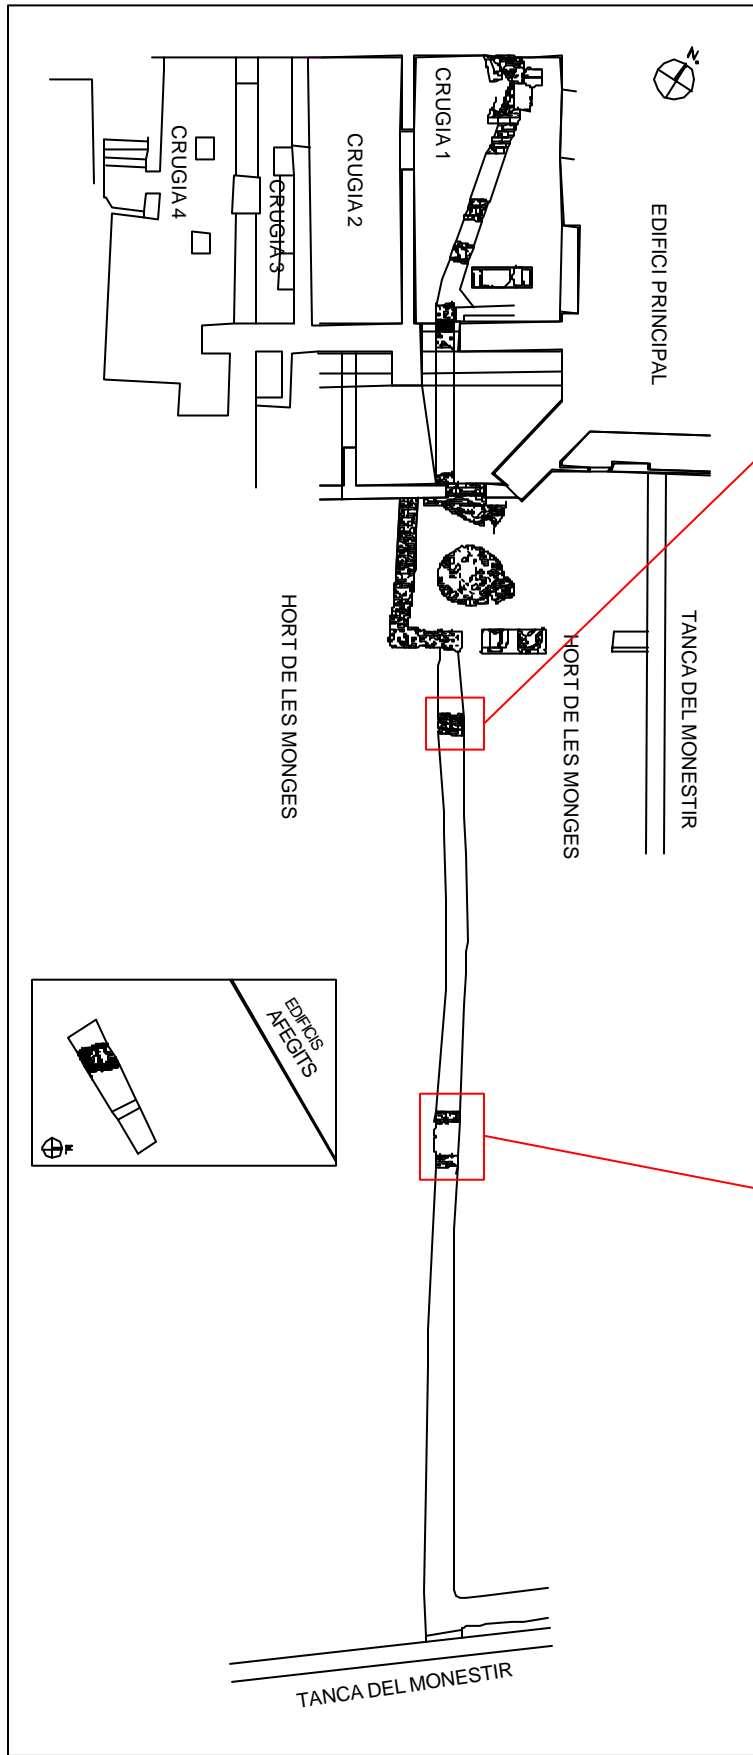 N.
CRUGIA 1
CRUGIA 2
CRUGIA 3
CRUGIA 4
EDIFICI PRINCIPAL
HORT DE LES MONGES
HORT DE LES MONGES
TANCA DEL MONESTIR
EDIFICIS
AFEGITS
N.
TANCA DEL MONESTIR